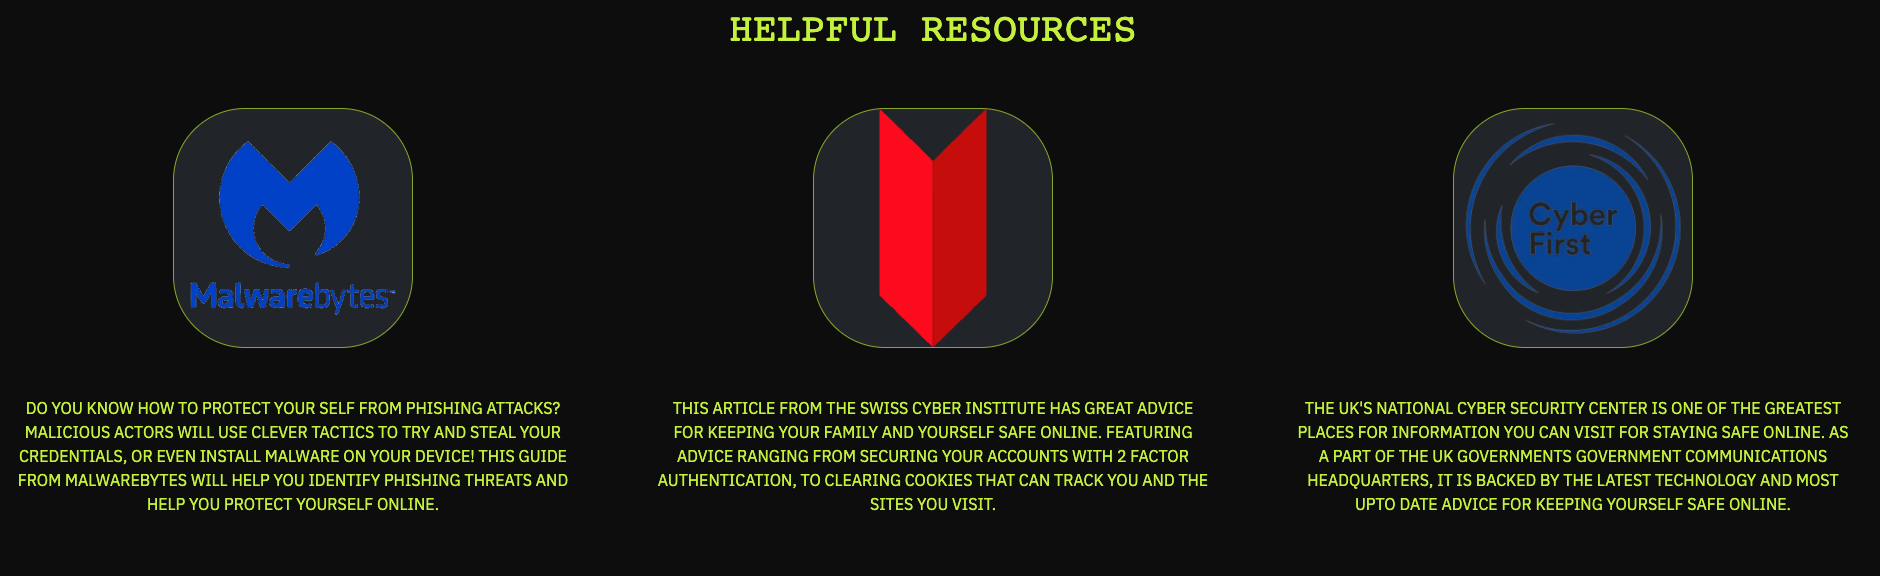 HELPFUL RESOURCES
Malwarebytes™
Cyber
First
DO YOU KNOW HOW TO PROTECT YOUR SELF FROM PHISHING ATTACKS?
MALICIOUS ACTORS WILL USE CLEVER TACTICS TO TRY AND STEAL YOUR
CREDENTIALS, OR EVEN INSTALL MALWARE ON YOUR DEVICE! THIS GUIDE
FROM MALWAREBYTES WILL HELP YOU IDENTIFY PHISHING THREATS AND
HELP YOU PROTECT YOURSELF ONLINE.
THIS ARTICLE FROM THE SWISS CYBER INSTITUTE HAS GREAT ADVICE
FOR KEEPING YOUR FAMILY AND YOURSELF SAFE ONLINE. FEATURING
ADVICE RANGING FROM SECURING YOUR ACCOUNTS WITH 2 FACTOR
AUTHENTICATION, TO CLEARING COOKIES THAT CAN TRACK YOU AND THE
SITES YOU VISIT.
THE UK'S NATIONAL CYBER SECURITY CENTER IS ONE OF THE GREATEST
PLACES FOR INFORMATION YOU CAN VISIT FOR STAYING SAFE ONLINE. AS
A PART OF THE UK GOVERNMENTS GOVERNMENT COMMUNICATIONS
HEADQUARTERS, IT IS BACKED BY THE LATEST TECHNOLOGY AND MOST
UPTO DATE ADVICE FOR KEEPING YOURSELF SAFE ONLINE.